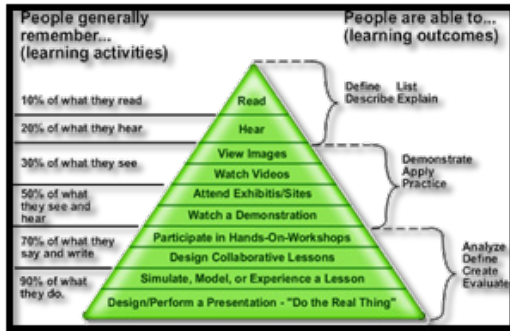 People generally
remember...
(learning activities)
People are able to...
(learning outcomes)
10% of what they read
20% of what they hear
30% of what they see
50% of what
they see and
hear
70% of what they
say and write
90% of what
they do.
Read
Hear
View Images
Watch Videos
Attend Exhibitis/Sites
Watch a Demonstration
Participate in Hands-On-Workshops
Design Collaborative Lessons
Simulate, Model, or Experience a Lesson
Design/Perform a Presentation - "Do the Real Thing"
Define List
Describe Explain
Demonstrate
Apply
Practice
Analyze
Define
Create
Evaluate